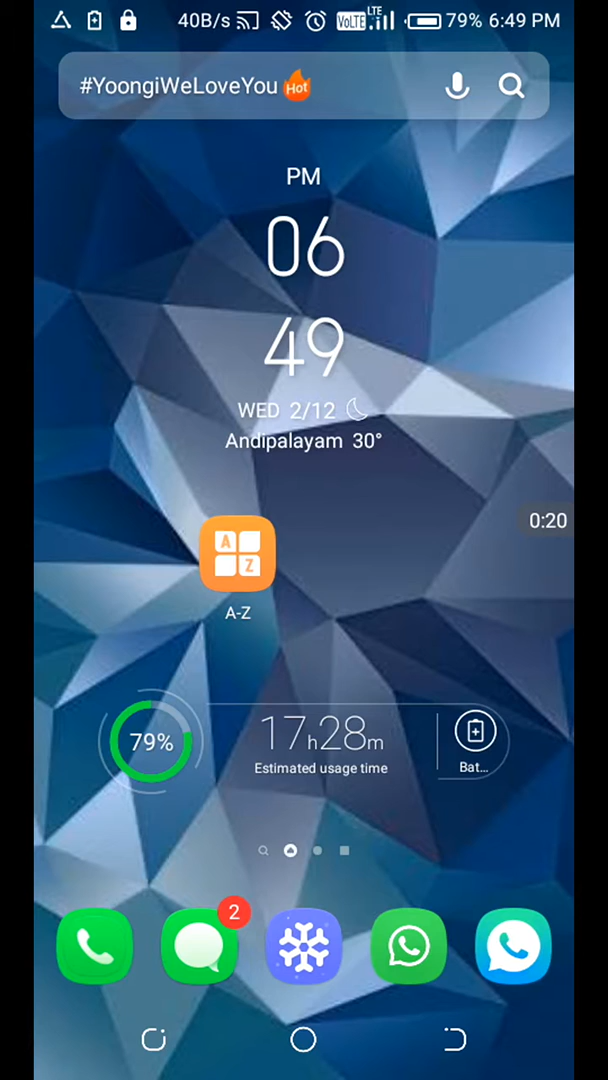 40B/s VoLTE LTE 79% 6:49 PM
#YoongiWeLoveYou Hot
PM
06
49
WED 2/12
Andipalayam 30°
0:20
A Z
A-Z
79%
17h28m
Estimated usage time
Bat...
2